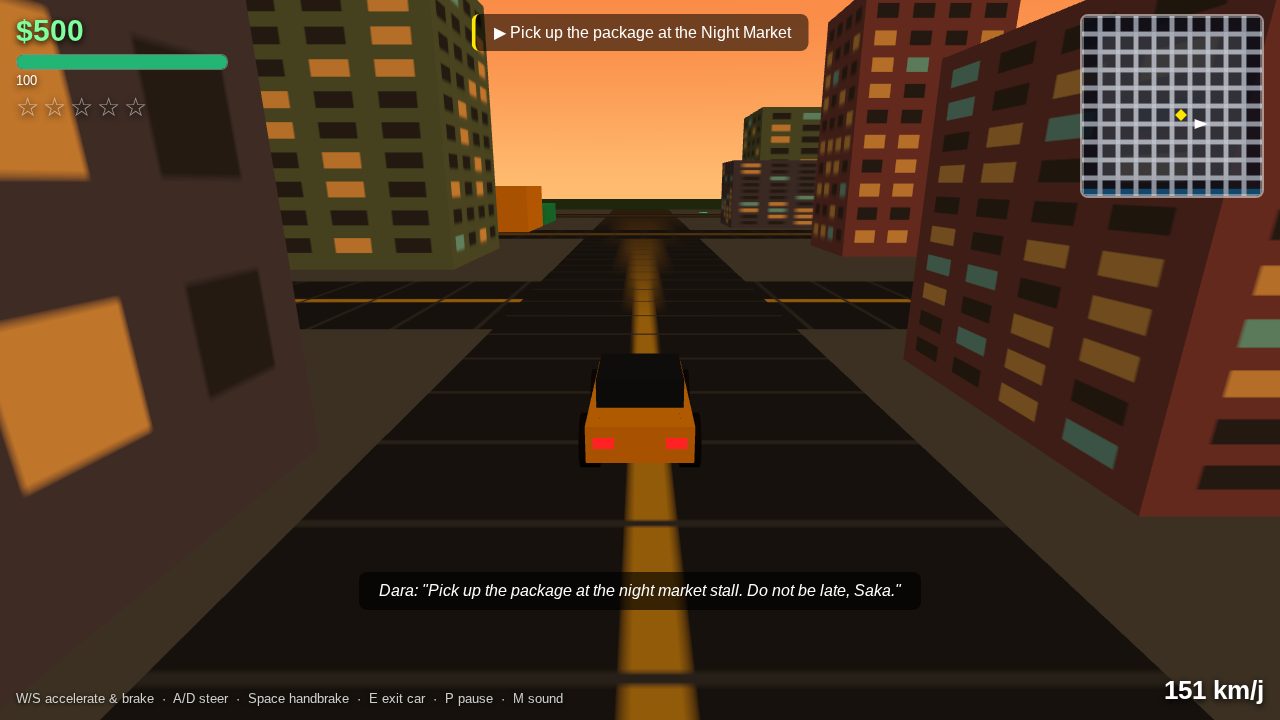 $500
▶ Pick up the package at the Night Market
100
☆ ☆ ☆ ☆ ☆
Dara: "Pick up the package at the night market stall. Do not be late, Saka."
W/S accelerate & brake · A/D steer · Space handbrake · E exit car · P pause · M sound
151 km/j